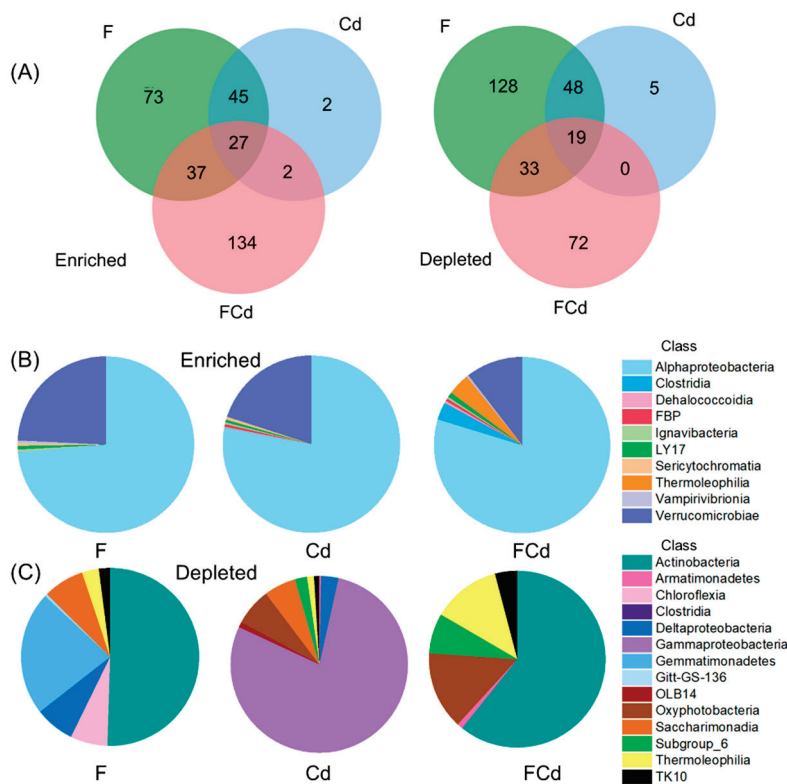 F
Cd
Cd
F
(A)
73
45
2
128
48
5
27
19
37
2
33
0
134
72
Enriched
Depleted
FCd
FCd
(B)
Enriched
Class
Alphaproteobacteria
Clostridia
Dehalococcoidia
FBP
Ignavibacteria
LY17
Sericytochromatia
Thermoleophilia
Vampirivibrionia
Verrucomicrobiae
F
Cd
FCd
(C)
Depleted
Class
Actinobacteria
Armatimonadetes
Chloroflexia
Clostridia
Deltaproteobacteria
Gammaproteobacteria
Gemmatimonadetes
Gitt-GS-136
OLB14
Oxyphotobacteria
Saccharimonadia
Subgroup_6
Thermoleophilia
TK10
F
Cd
FCd